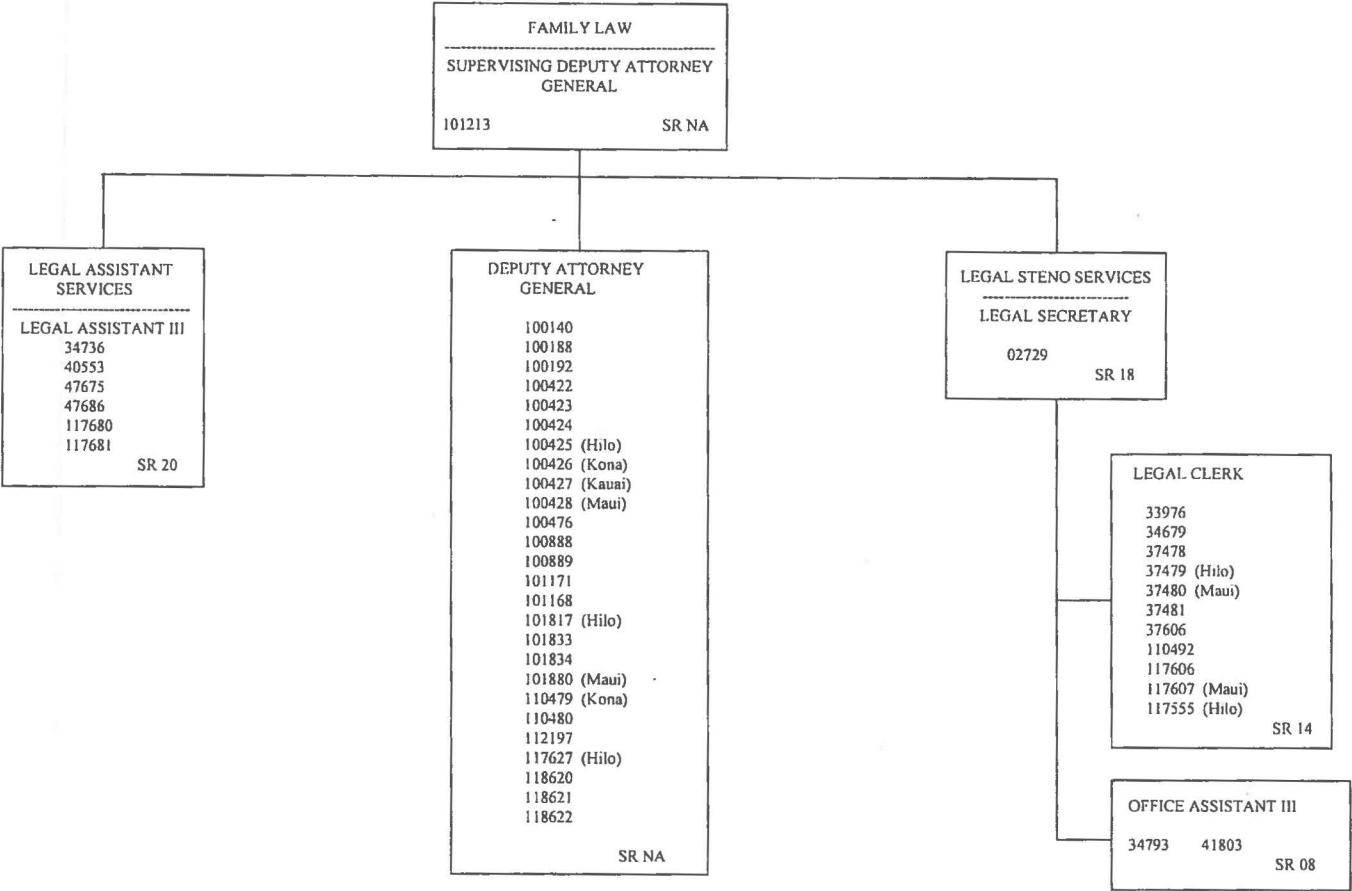 FAMILY LAW
SUPERVISING DEPUTY ATTORNEY
GENERAL
101213 SR NA
LEGAL ASSISTANT
SERVICES
LEGAL ASSISTANT III
34736
40553
47675
47686
117680
117681
SR 20
DEPUTY ATTORNEY
GENERAL
100140
100188
100192
100422
100423
100424
100425 (Hilo)
100426 (Kona)
100427 (Kauai)
100428 (Maui)
100476
100888
100889
101171
101168
101817 (Hilo)
101833
101834
101880 (Maui)
110479 (Kona)
110480
112197
117627 (Hilo)
118620
118621
118622
SR NA
LEGAL STENO SERVICES
LEGAL SECRETARY
02729
SR 18
LEGAL CLERK
33976
34679
37478
37479 (Hilo)
37480 (Maui)
37481
37606
110492
117606
117607 (Maui)
117555 (Hilo)
SR 14
OFFICE ASSISTANT III
34793 41803
SR 08